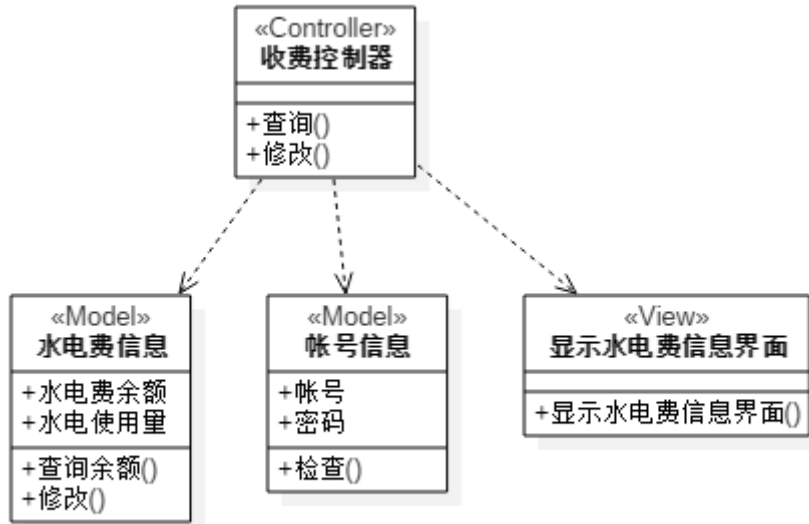 «Controller»
收费控制器
+查询()
+修改()
«Model»
水电费信息
+水电费余额
+水电使用量
+查询余额()
+修改()
«Model»
帐号信息
+帐号
+密码
+检查()
«View»
显示水电费信息界面
+显示水电费信息界面()